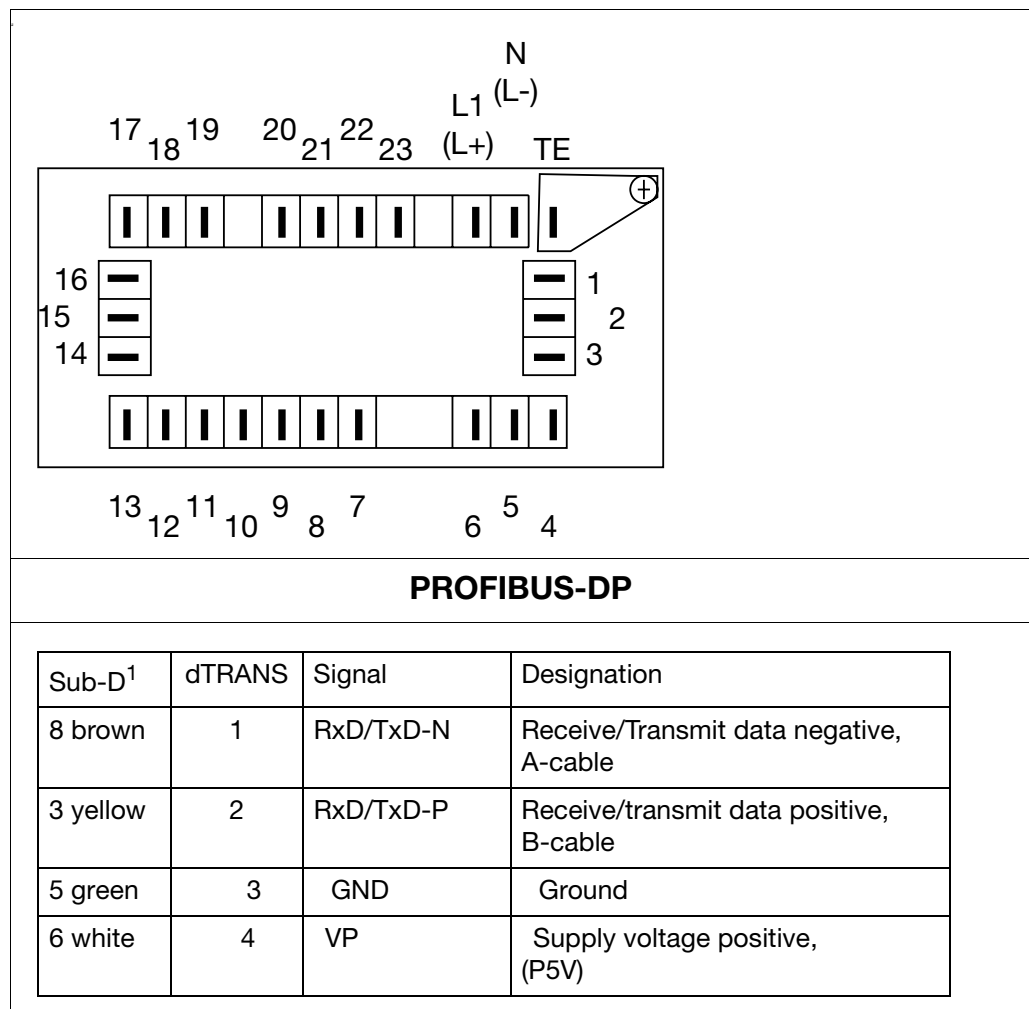 N
L1 (L-)
17 18 19 20 21 22 23 (L+) TE
16 1
15 2
14 3
13 12 11 10 9 8 7 6 5 4
PROFIBUS-DP
Sub-D1 dTRANS Signal Designation
8 brown 1 RxD/TxD-N Receive/Transmit data negative,
A-cable
3 yellow 2 RxD/TxD-P Receive/transmit data positive,
B-cable
5 green 3 GND Ground
6 white 4 VP Supply voltage positive,
(P5V)